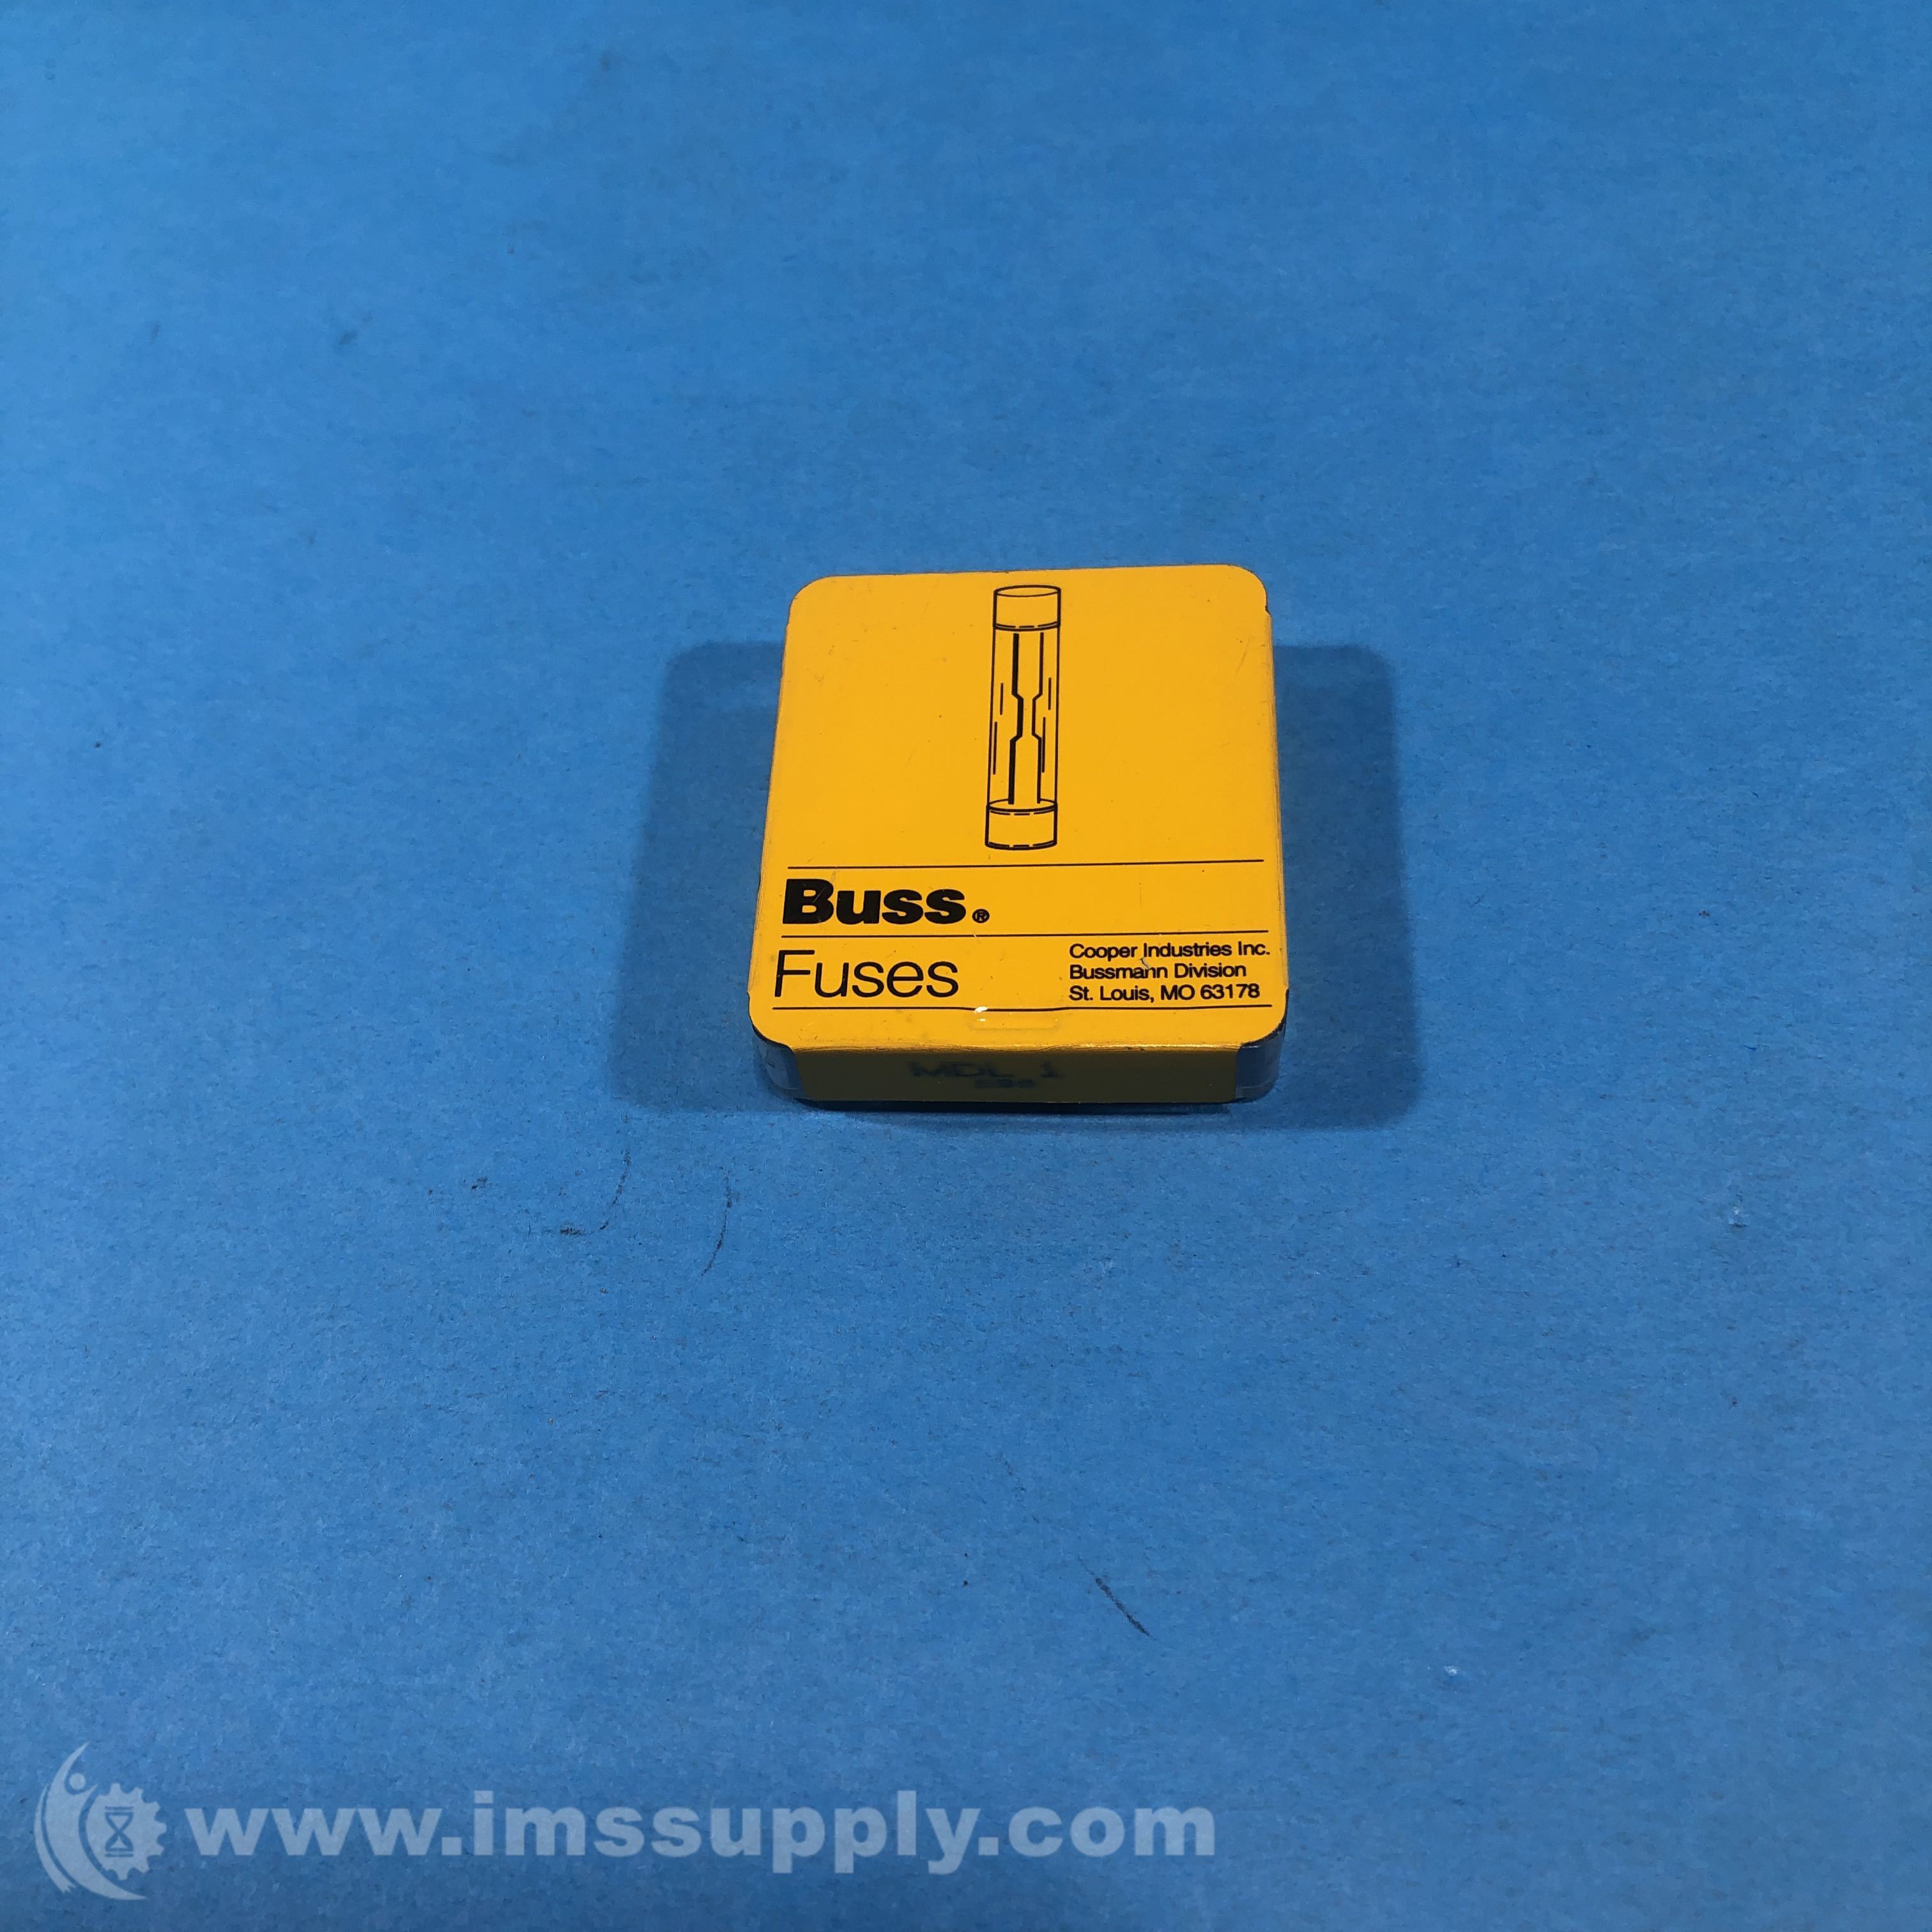 Buss®
Fuses
Cooper Industries Inc.
Bussmann Division
St. Louis, MO 63178
MDL 1
www.imssupply.com